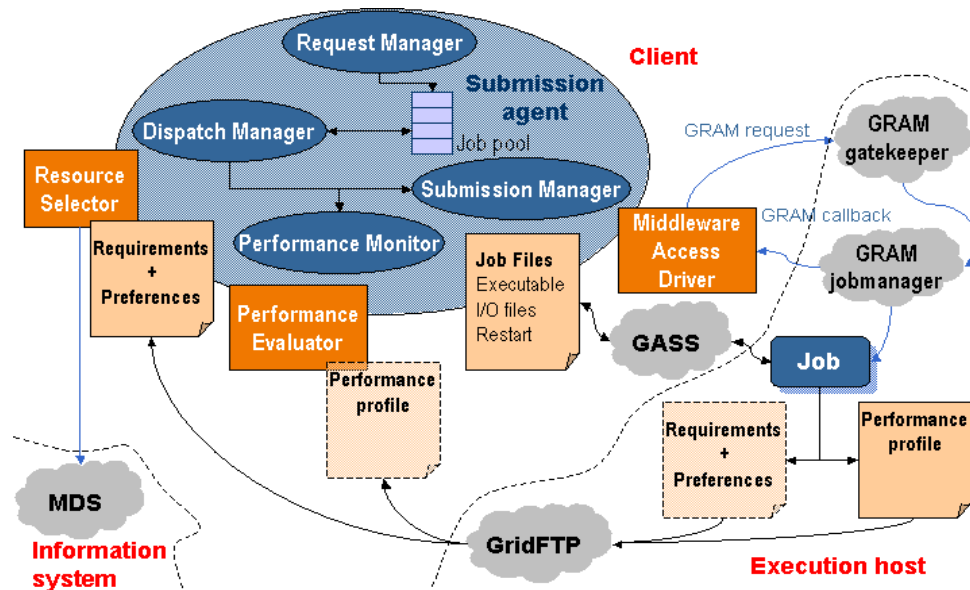 Request Manager
Client
Submission
agent
Dispatch Manager
Job pool
GRAM request
GRAM
gatekeeper
Resource
Selector
Submission Manager
Requirements
+
Preferences
Performance Monitor
GRAM callback
Middleware
Access
Driver
GRAM
jobmanager
Job Files
Executable
I/O files
Restart
Performance
Evaluator
GASS
Job
Performance
profile
Requirements
+
Preferences
Performance
profile
MDS
GridFTP
Information
system
Execution host